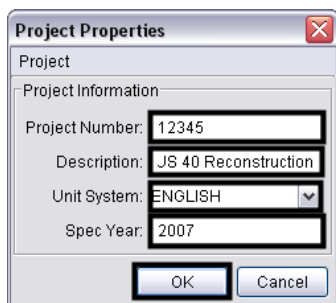 Project Properties
Project
Project Information
Project Number: 12345
Description: JS 40 Reconstruction
Unit System: ENGLISH
Spec Year: 2007
OK Cancel